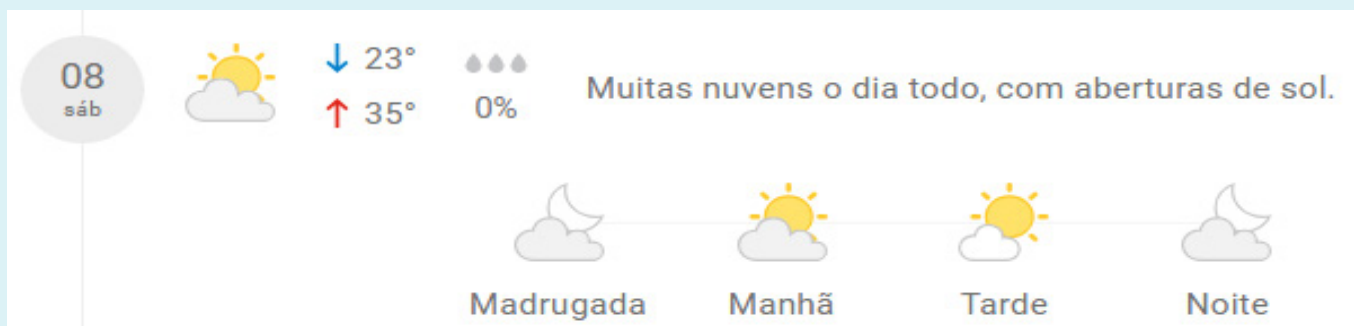 08
sáb
↓ 23°
↑ 35°
0%
Muitas nuvens o dia todo, com aberturas de sol.
Madrugada Manhã Tarde Noite